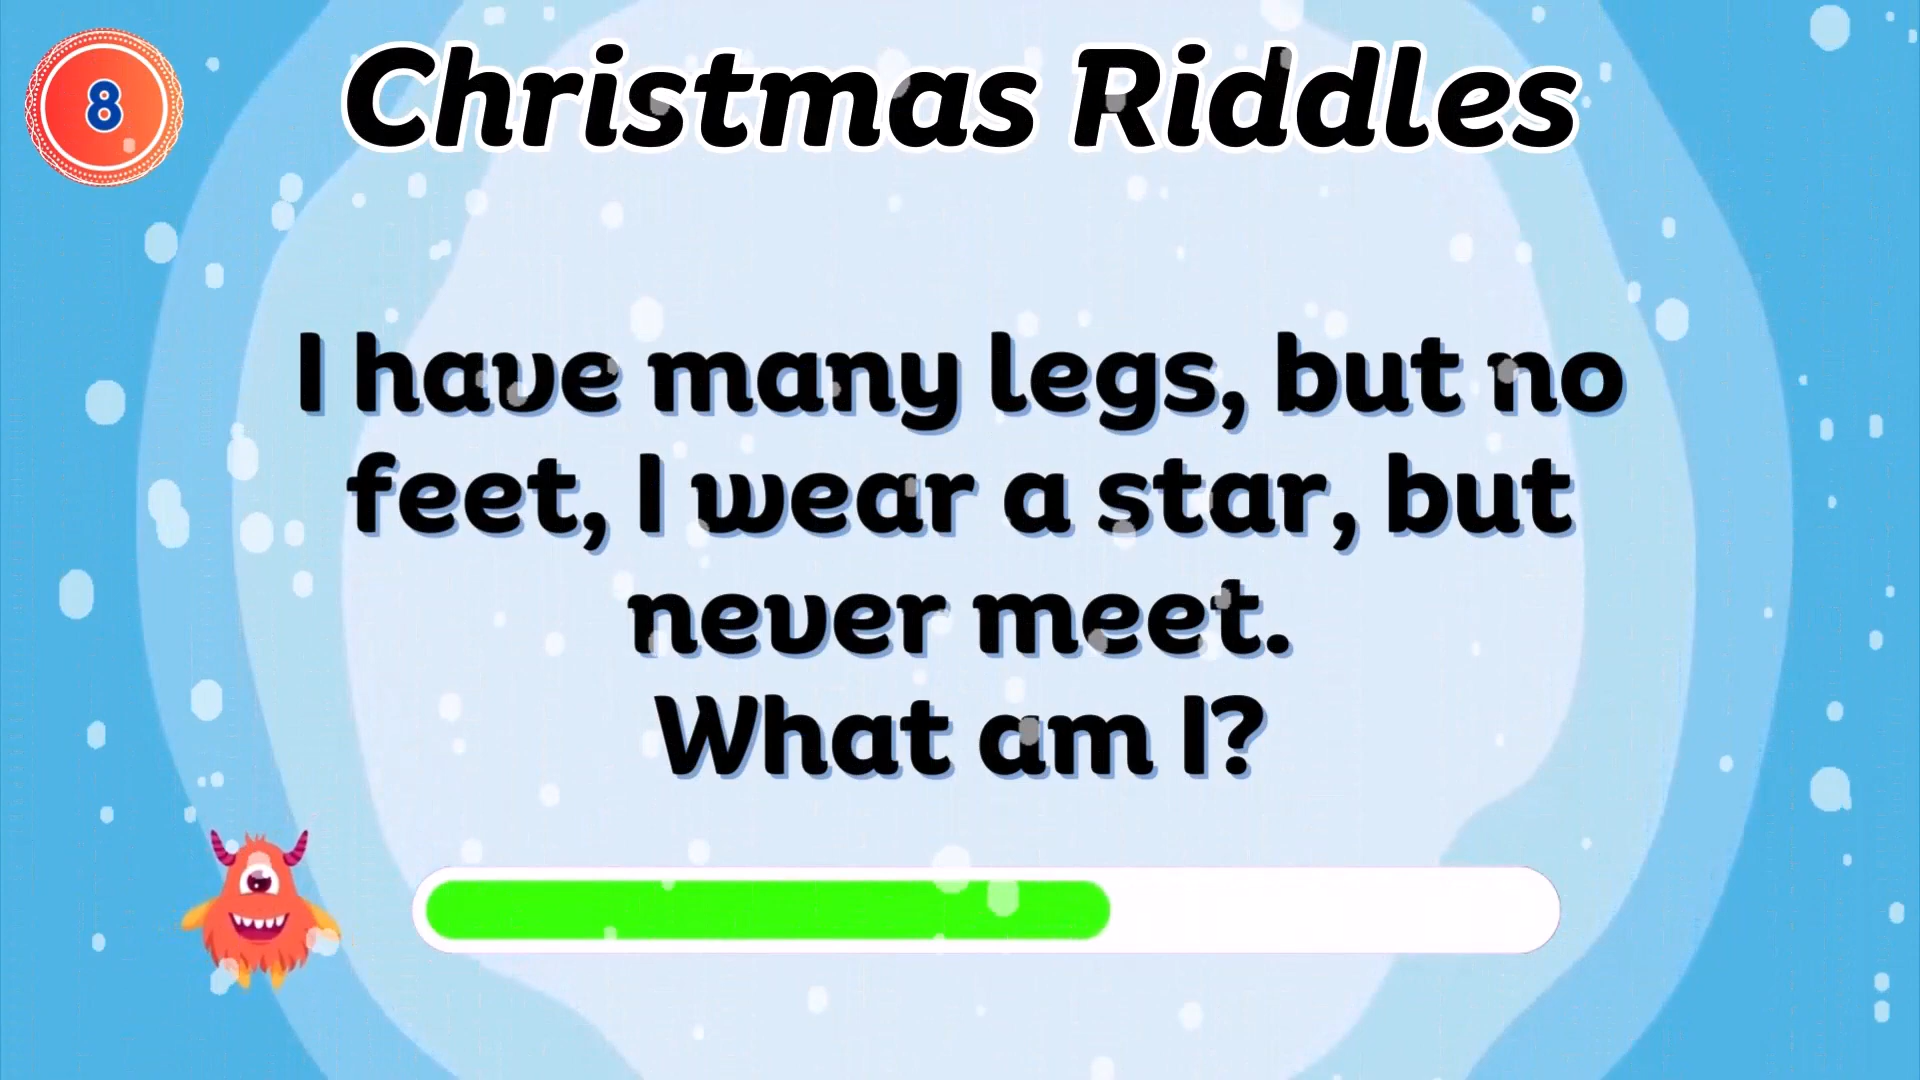 8
Christmas Riddles
I have many legs, but no
feet, I wear a star, but
never meet.
What am I?